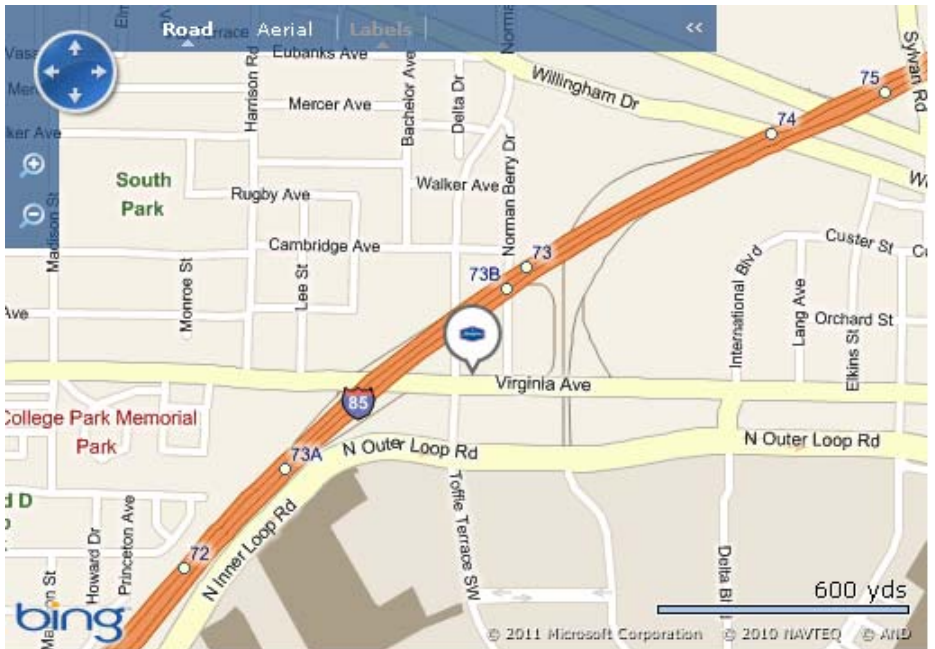 Road Aerial Labels <<
Eubanks Ave
Willingham Dr
Sylvan Rd
75
74
Harrison Rd
Mercer Ave
Bachelor Ave
Delta Dr
South
Park
Rugby Ave
Walker Ave
Norman Berry Dr
Madison St
Cambridge Ave
73
73B
Custer St
International Blvd
Lang Ave
Monroe St
Lee St
Orchard St
Elkins St
Virginia Ave
85
College Park Memorial
Park
N Outer Loop Rd
N Outer Loop Rd
73A
Howard Dr
Princeton Ave
N Inner Loop Rd
Toffie Terrace SW
72
600 yds
bing
© 2011 Microsoft Corporation © 2010 NAVTEQ © AND